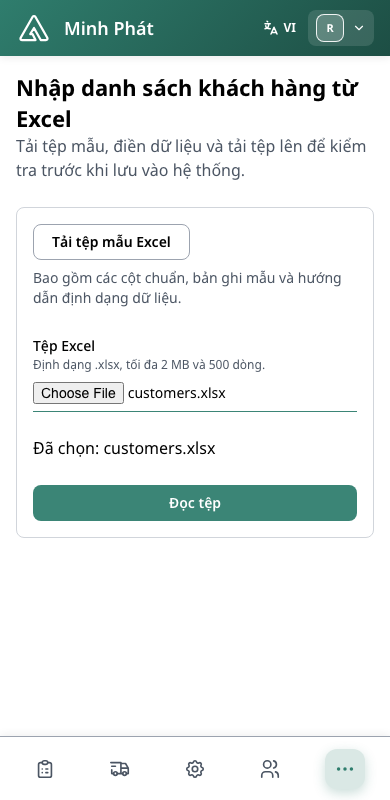 Minh Phát
VI
R
Nhập danh sách khách hàng từ
Excel
Tải tệp mẫu, điền dữ liệu và tải tệp lên để kiểm
tra trước khi lưu vào hệ thống.
Tải tệp mẫu Excel
Bao gồm các cột chuẩn, bản ghi mẫu và hướng
dẫn định dạng dữ liệu.
Tệp Excel
Định dạng .xlsx, tối đa 2 MB và 500 dòng.
Choose File customers.xlsx
Đã chọn: customers.xlsx
Đọc tệp